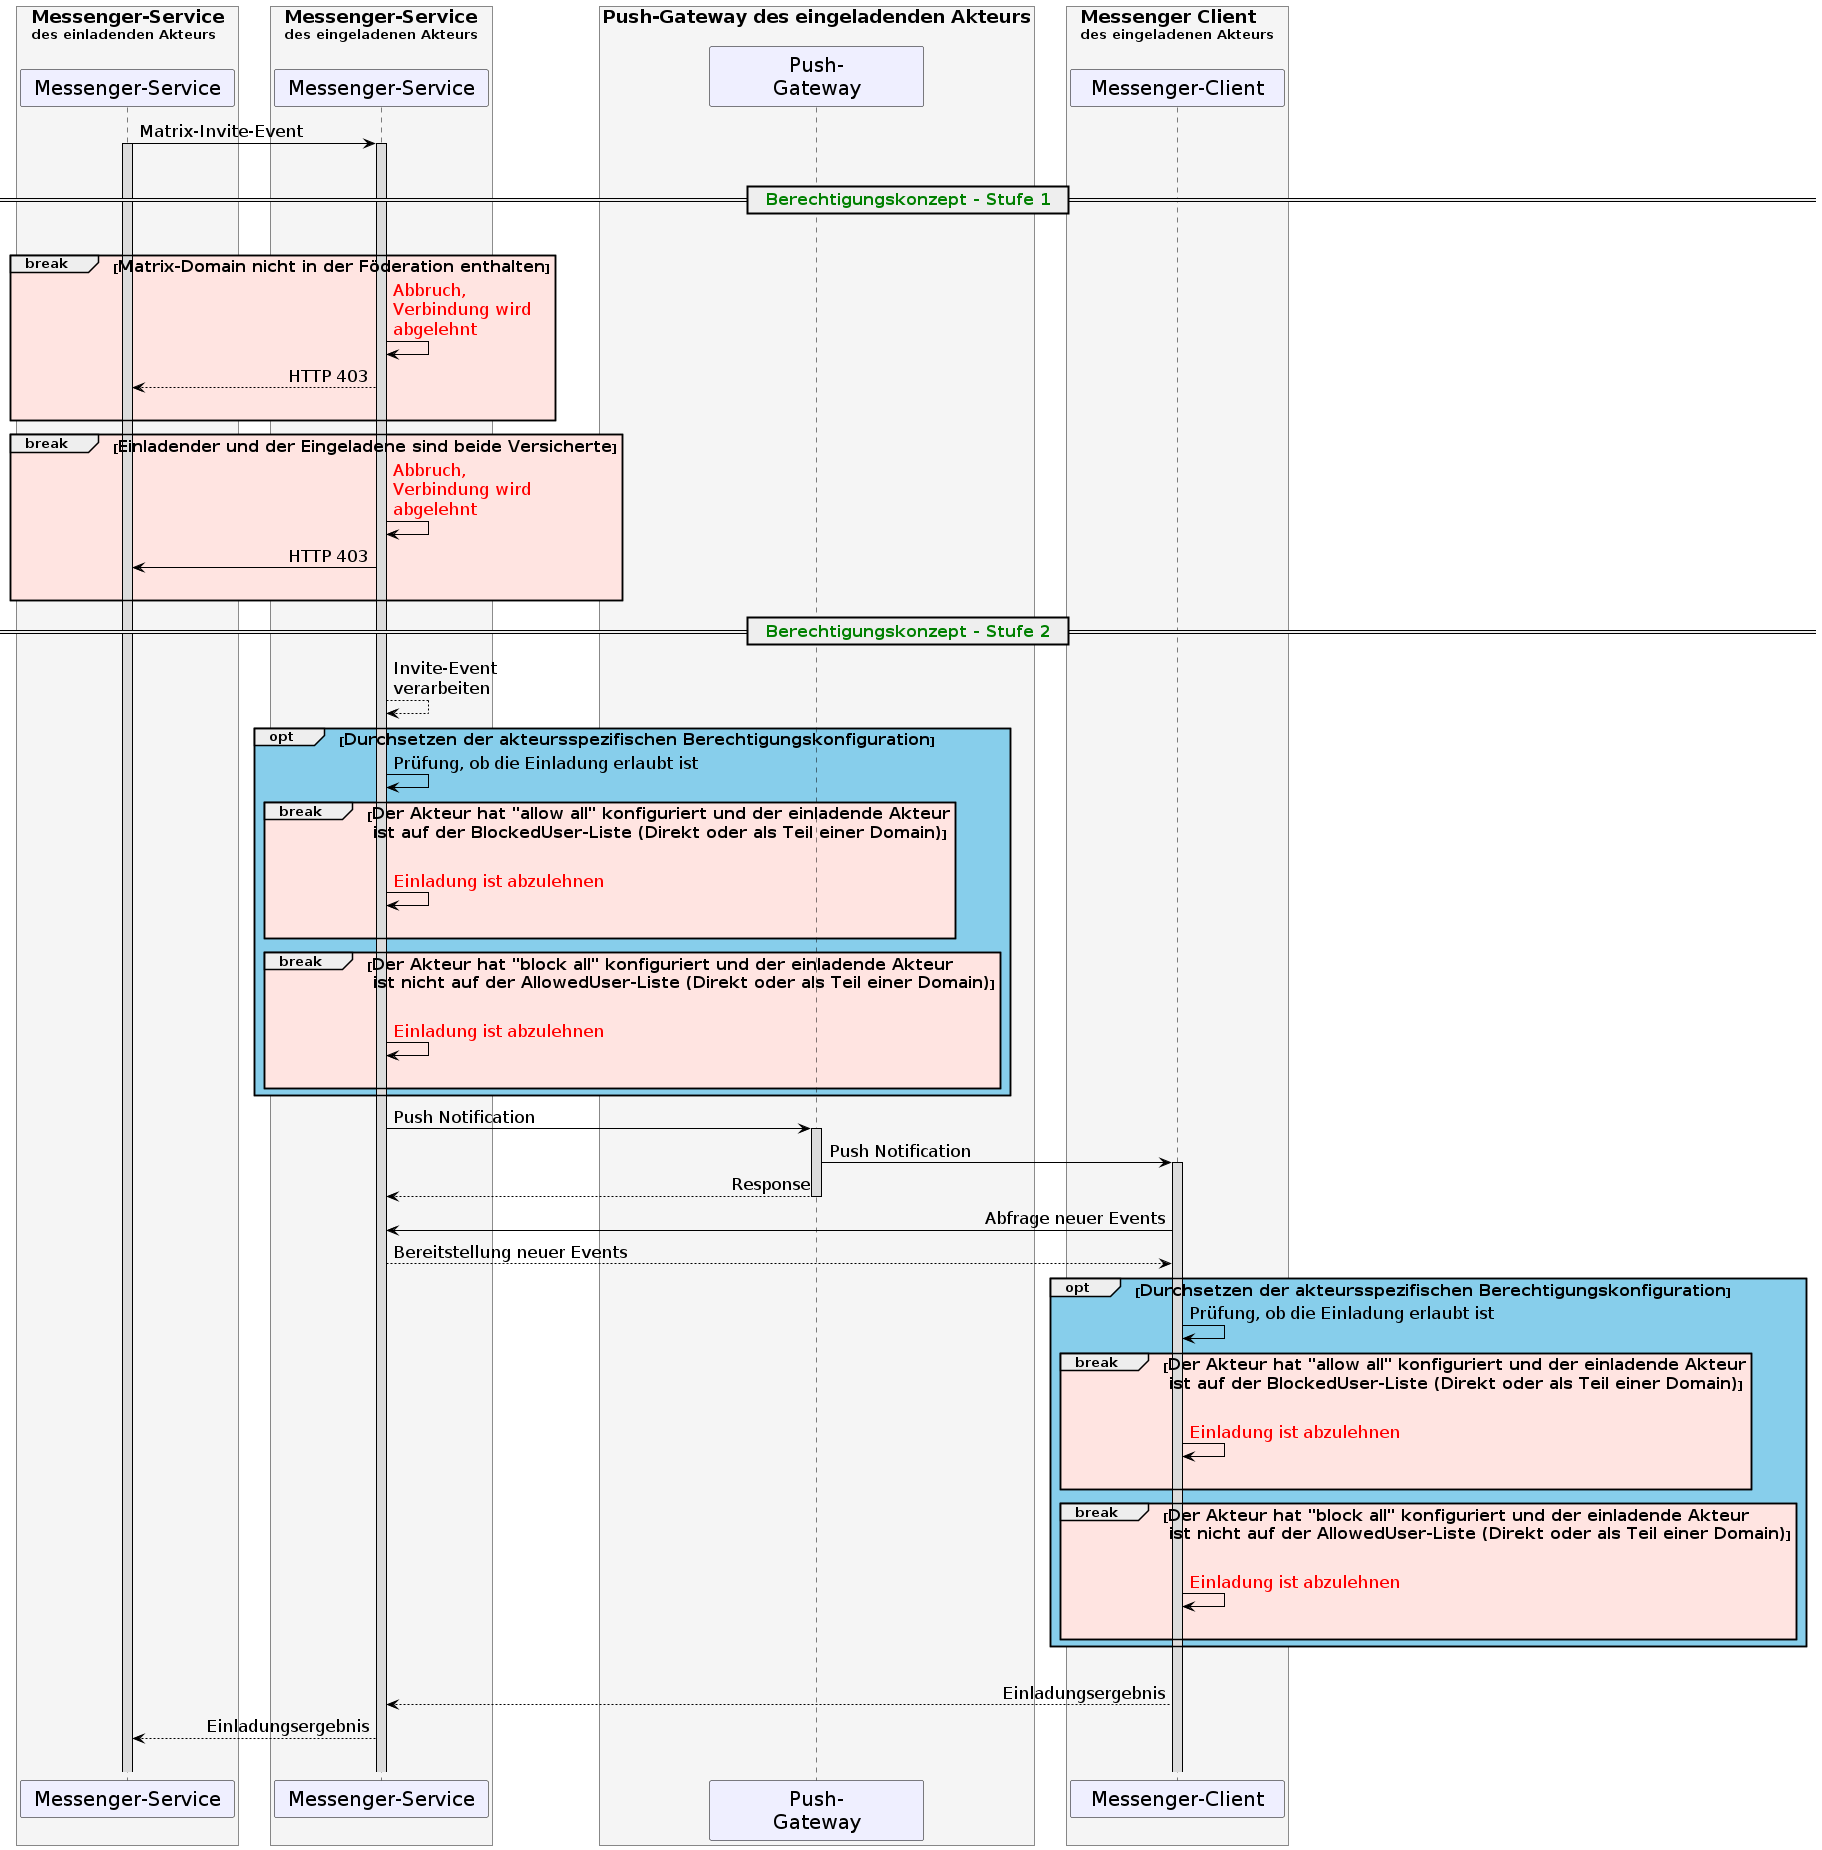 Messenger-Service
des einladenden Akteurs
Messenger-Service
des eingeladenen Akteurs
Push-Gateway des eingeladenden Akteurs
Messenger Client
des eingeladenen Akteurs
Messenger-Service
Messenger-Service
Push-
Gateway
Messenger-Client
Matrix-Invite-Event
Berechtigungskonzept - Stufe 1
break
[Matrix-Domain nicht in der Föderation enthalten]
Abbruch,
Verbindung wird
abgelehnt
HTTP 403
break
[Einladender und der Eingeladene sind beide Versicherte]
Abbruch,
Verbindung wird
abgelehnt
HTTP 403
Berechtigungskonzept - Stufe 2
Invite-Event
verarbeiten
opt
[Durchsetzen der akteursspezifischen Berechtigungskonfiguration]
Prüfung, ob die Einladung erlaubt ist
break
[Der Akteur hat "allow all" konfiguriert und der einladende Akteur
ist auf der BlockedUser-Liste (Direkt oder als Teil einer Domain)]
Einladung ist abzulehnen
break
[Der Akteur hat "block all" konfiguriert und der einladende Akteur
ist nicht auf der AllowedUser-Liste (Direkt oder als Teil einer Domain)]
Einladung ist abzulehnen
Push Notification
Push Notification
Response
Abfrage neuer Events
Bereitstellung neuer Events
opt
[Durchsetzen der akteursspezifischen Berechtigungskonfiguration]
Prüfung, ob die Einladung erlaubt ist
break
[Der Akteur hat "allow all" konfiguriert und der einladende Akteur
ist auf der BlockedUser-Liste (Direkt oder als Teil einer Domain)]
Einladung ist abzulehnen
break
[Der Akteur hat "block all" konfiguriert und der einladende Akteur
ist nicht auf der AllowedUser-Liste (Direkt oder als Teil einer Domain)]
Einladung ist abzulehnen
Einladungsergebnis
Einladungsergebnis
Messenger-Service
Messenger-Service
Push-
Gateway
Messenger-Client